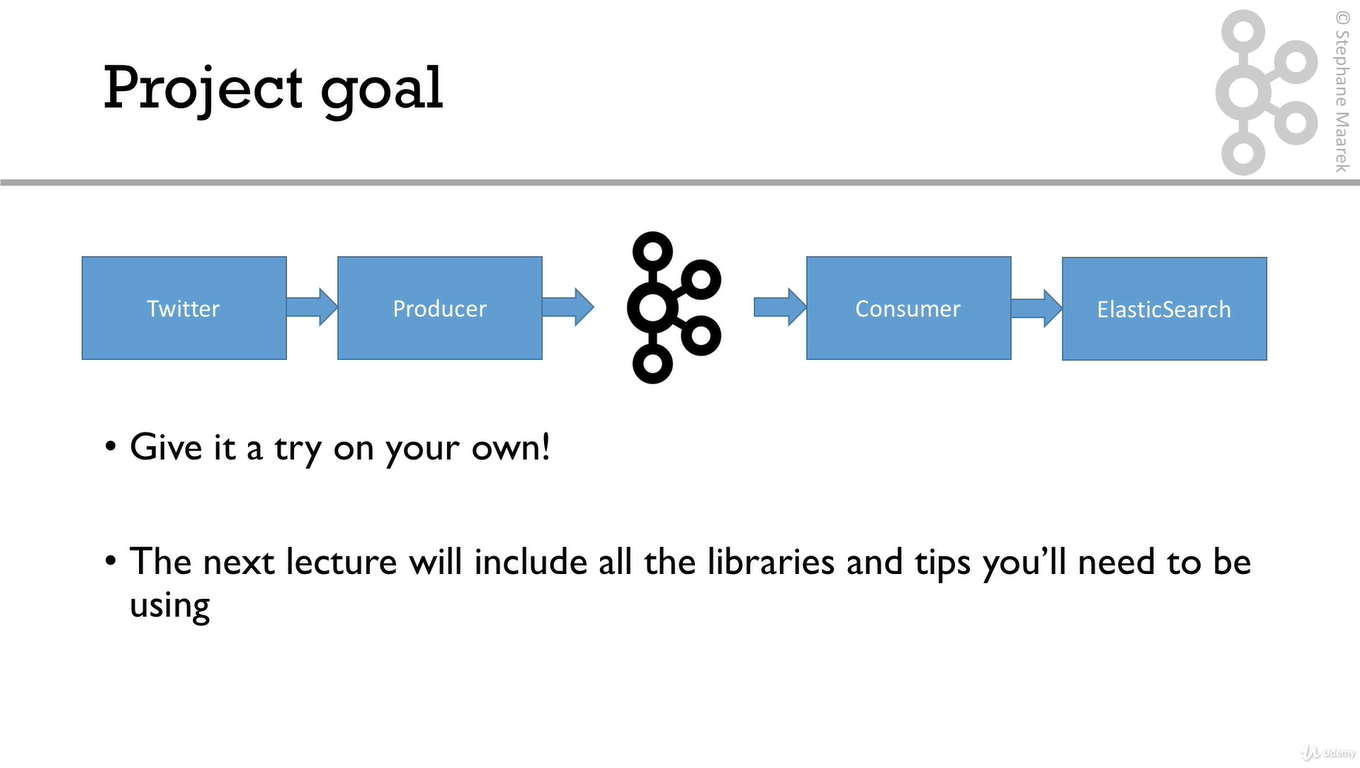 Project goal
© Stephane Maarek
Twitter
Producer
Consumer
ElasticSearch
• Give it a try on your own!
• The next lecture will include all the libraries and tips you’ll need to be
using
Udemy